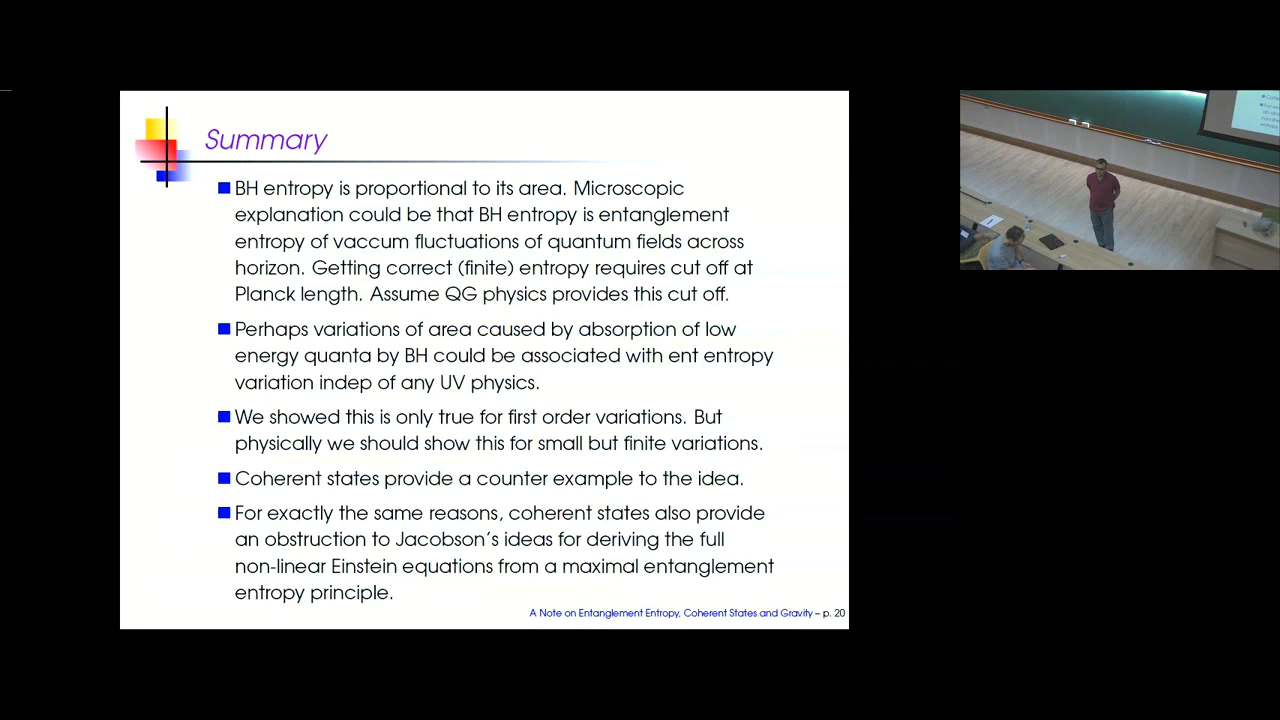 Summary
BH entropy is proportional to its area. Microscopic
explanation could be that BH entropy is entanglement
entropy of vaccum fluctuations of quantum fields across
horizon. Getting correct (finite) entropy requires cut off at
Planck length. Assume QG physics provides this cut off.
Perhaps variations of area caused by absorption of low
energy quanta by BH could be associated with ent entropy
variation indep of any UV physics.
We showed this is only true for first order variations. But
physically we should show this for small but finite variations.
Coherent states provide a counter example to the idea.
For exactly the same reasons, coherent states also provide
an obstruction to Jacobson's ideas for deriving the full
non-linear Einstein equations from a maximal entanglement
entropy principle.
A Note on Entanglement Entropy, Coherent States and Gravity – p. 20